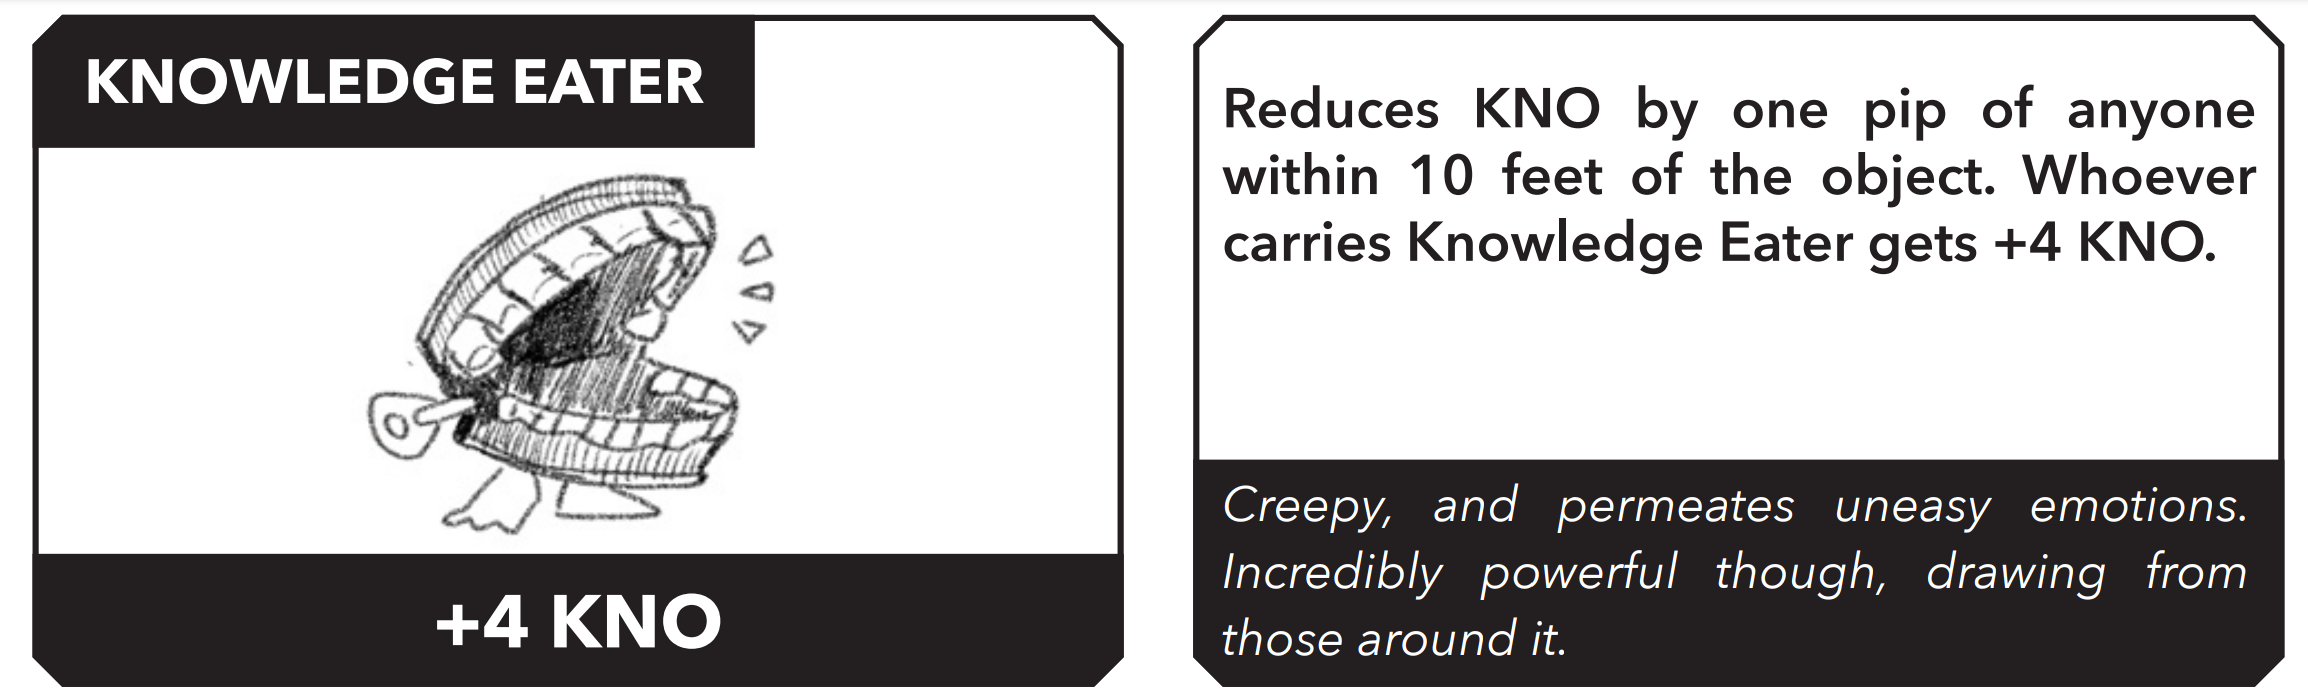 KNOWLEDGE EATER
+4 KNO
Reduces KNO by one pip of anyone
within 10 feet of the object. Whoever
carries Knowledge Eater gets +4 KNO.
Creepy, and permeates uneasy emotions.
Incredibly powerful though, drawing from
those around it.